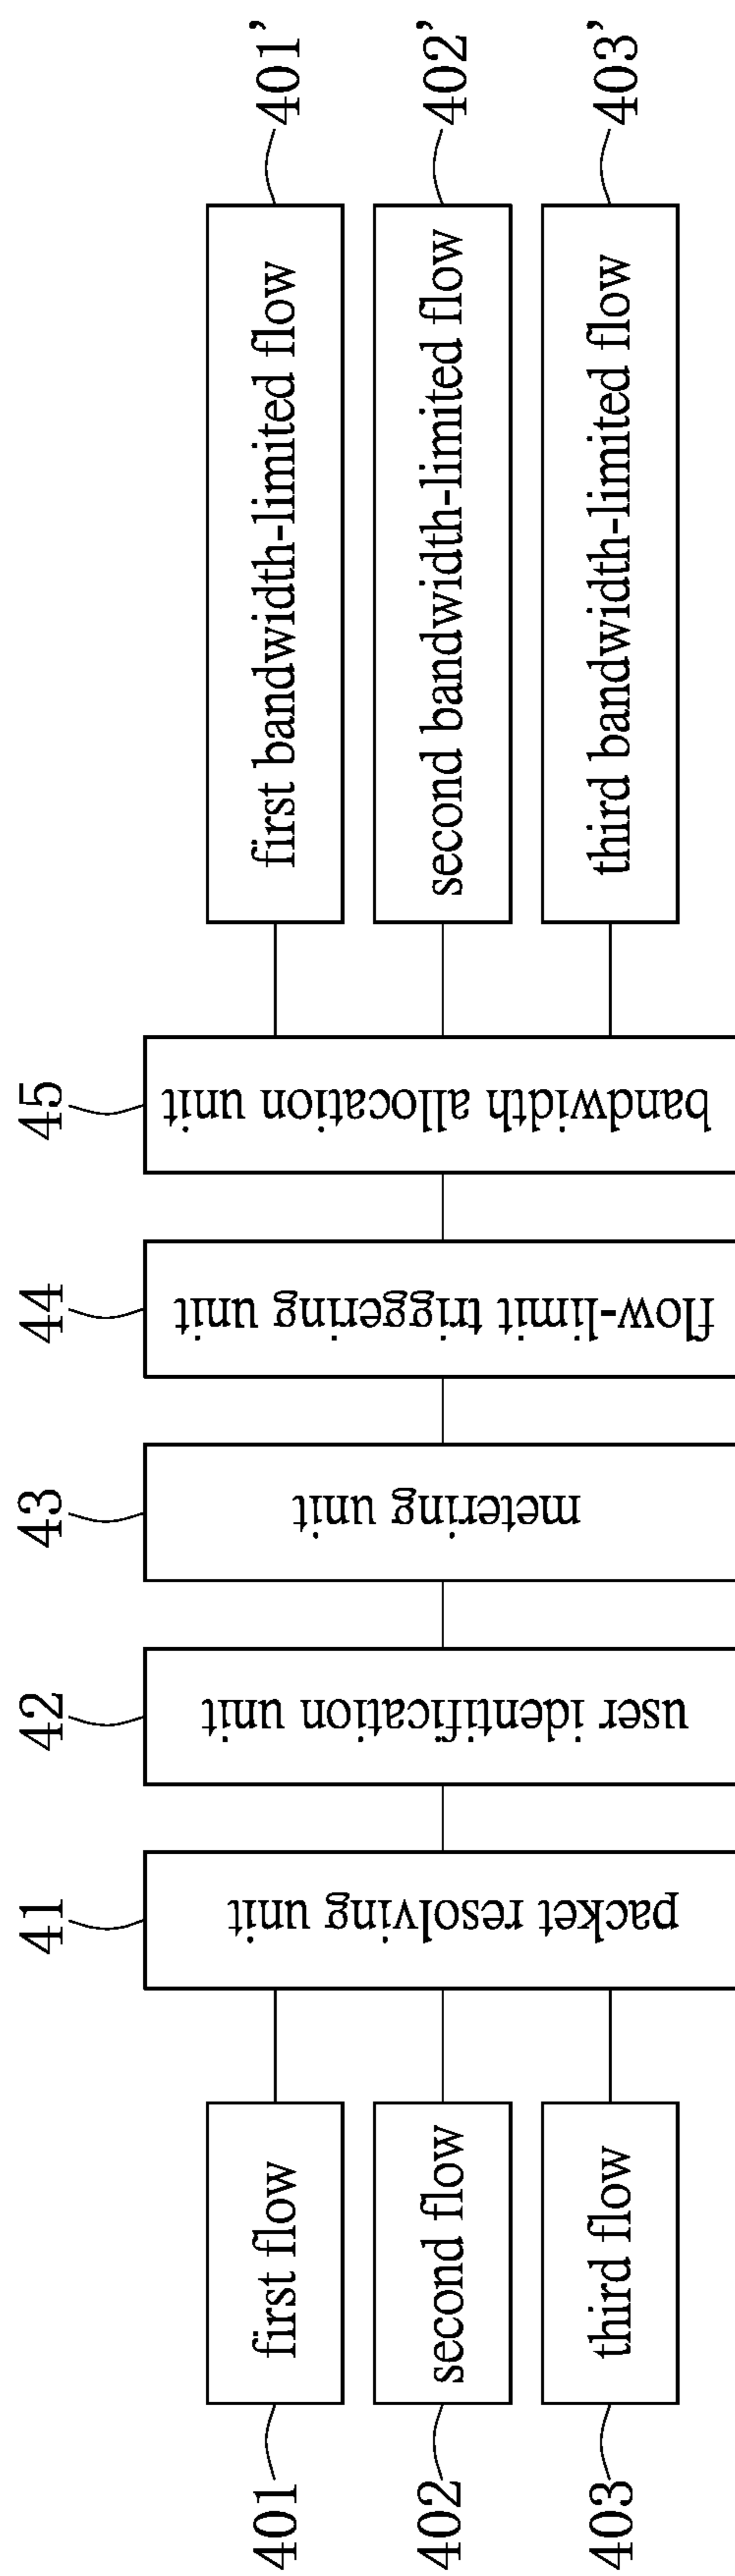 401
first flow
402
second flow
403
third flow
41
packet resolving unit
42
user identification unit
43
metering unit
44
flow-limit triggering unit
45
bandwidth allocation unit
first bandwidth-limited flow
401’
second bandwidth-limited flow
402’
third bandwidth-limited flow
403’